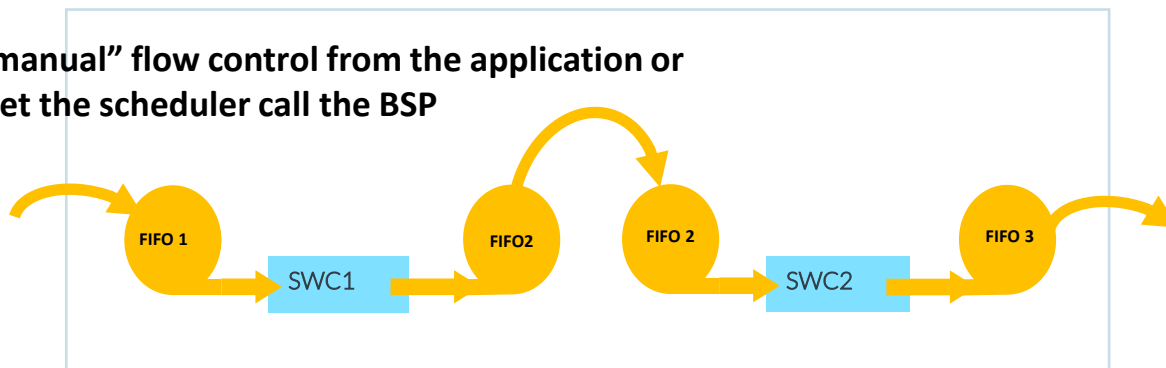 manual” flow control from the application or
et the scheduler call the BSP
FIFO 1
FIFO2
FIFO 2
FIFO 3
SWC1
SWC2